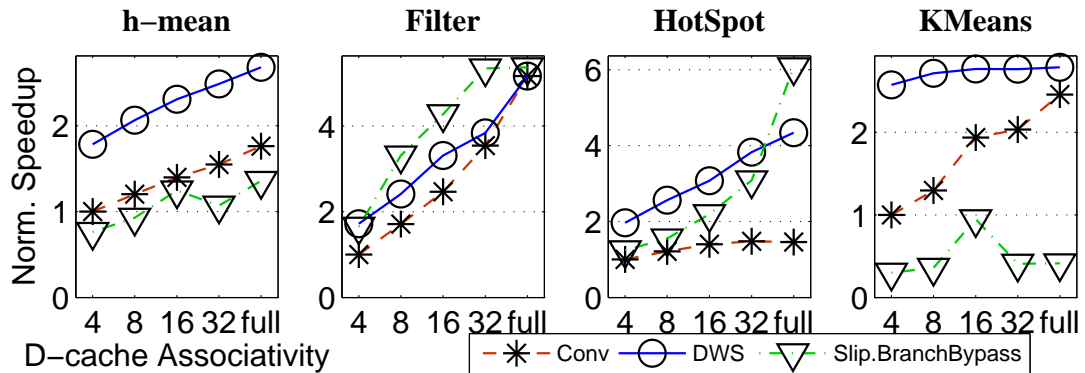 h−mean Filter HotSpot KMeans
Norm. Speedup
2
1
0
4 8 16 32 full
4
2
0
4 8 16 32 full
6
4
2
0
4 8 16 32 full
2
1
0
4 8 16 32 full
D−cache Associativity
Conv DWS Slip.BranchBypass